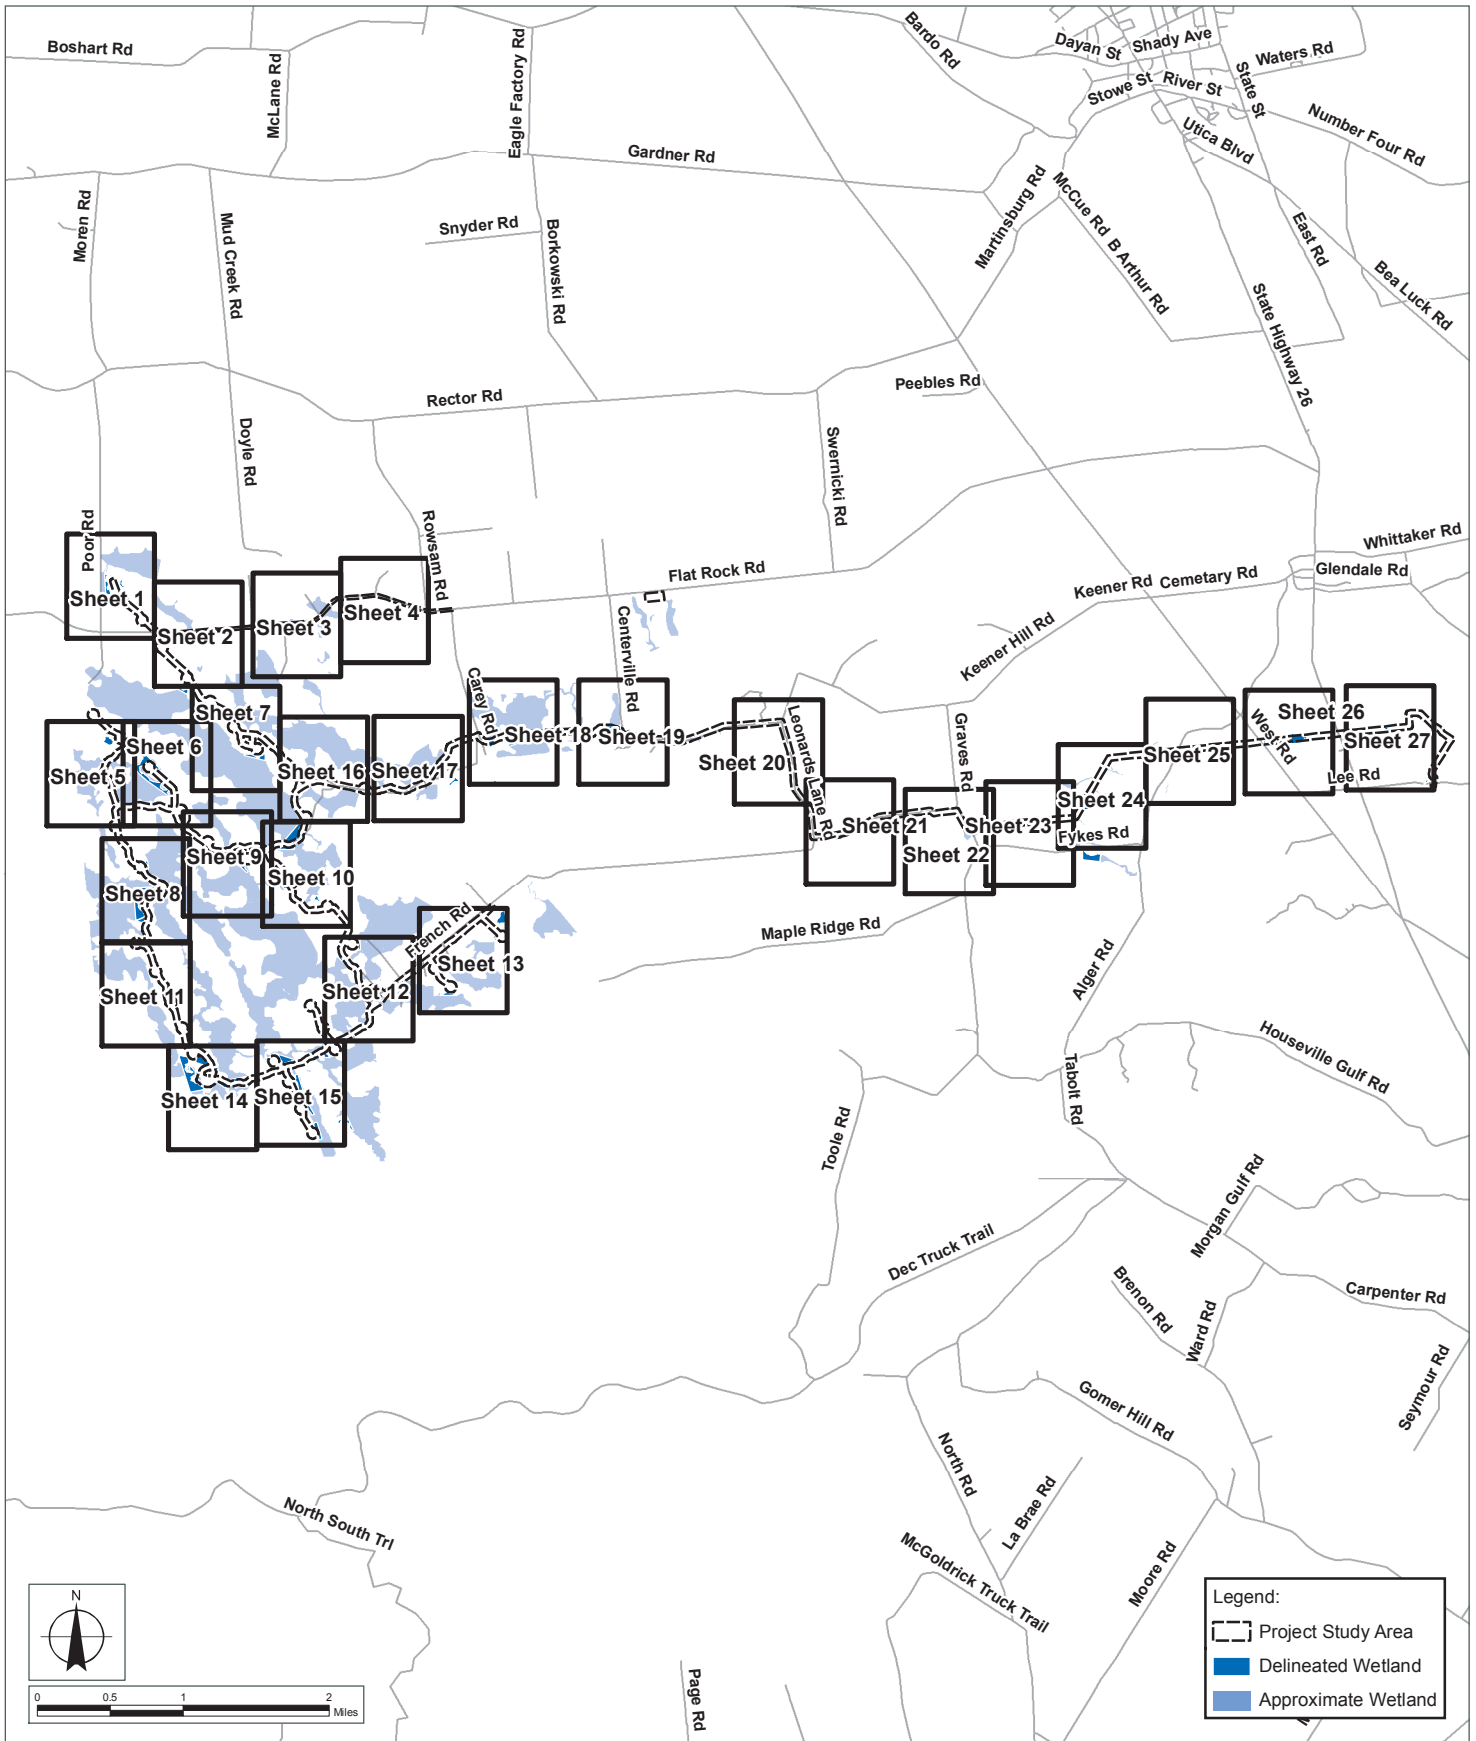 Boshart Rd
McLane Rd
Eagle Factory Rd
Bardo Rd
Dayan St
Shady Ave
Waters Rd
Stowe St
River St
State St
Number Four Rd
Utica Blvd
Gardner Rd
Moren Rd
Mud Creek Rd
Snyder Rd
Borkowski Rd
Martinsburg Rd
McCue Rd
B Arthur Rd
East Rd
Bea Luck Rd
State Highway 26
Rector Rd
Peebles Rd
Doyle Rd
Swernicki Rd
Poor Rd
Rowsam Rd
Flat Rock Rd
Whittaker Rd
Glendale Rd
Keener Rd
Cemetary Rd
Keener Hill Rd
Centerville Rd
Carey Rd
Leonards Lane Rd
Graves Rd
West Rd
Lee Rd
Fykes Rd
Sheet 1
Sheet 2
Sheet 3
Sheet 4
Sheet 5
Sheet 6
Sheet 7
Sheet 8
Sheet 9
Sheet 10
Sheet 11
Sheet 12
Sheet 13
Sheet 14
Sheet 15
Sheet 16
Sheet 17
Sheet 18
Sheet 19
Sheet 20
Sheet 21
Sheet 22
Sheet 23
Sheet 24
Sheet 25
Sheet 26
Sheet 27
French Rd
Maple Ridge Rd
Alger Rd
Houseville Gulf Rd
Tabolt Rd
Toole Rd
Morgan Gulf Rd
Dec Truck Trail
Brenon Rd
Ward Rd
Carpenter Rd
Seymour Rd
Gomer Hill Rd
North Rd
La Brae Rd
North South Trl
McGoldrick Truck Trail
Moore Rd
Page Rd
N
0 0.5 1 2
Miles
Legend:
Project Study Area
Delineated Wetland
Approximate Wetland